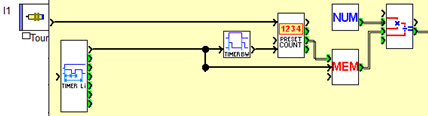 I1
Tour
TIMER Li
TIMER BW
1234
PRESET
COUNT
NUM
MEM